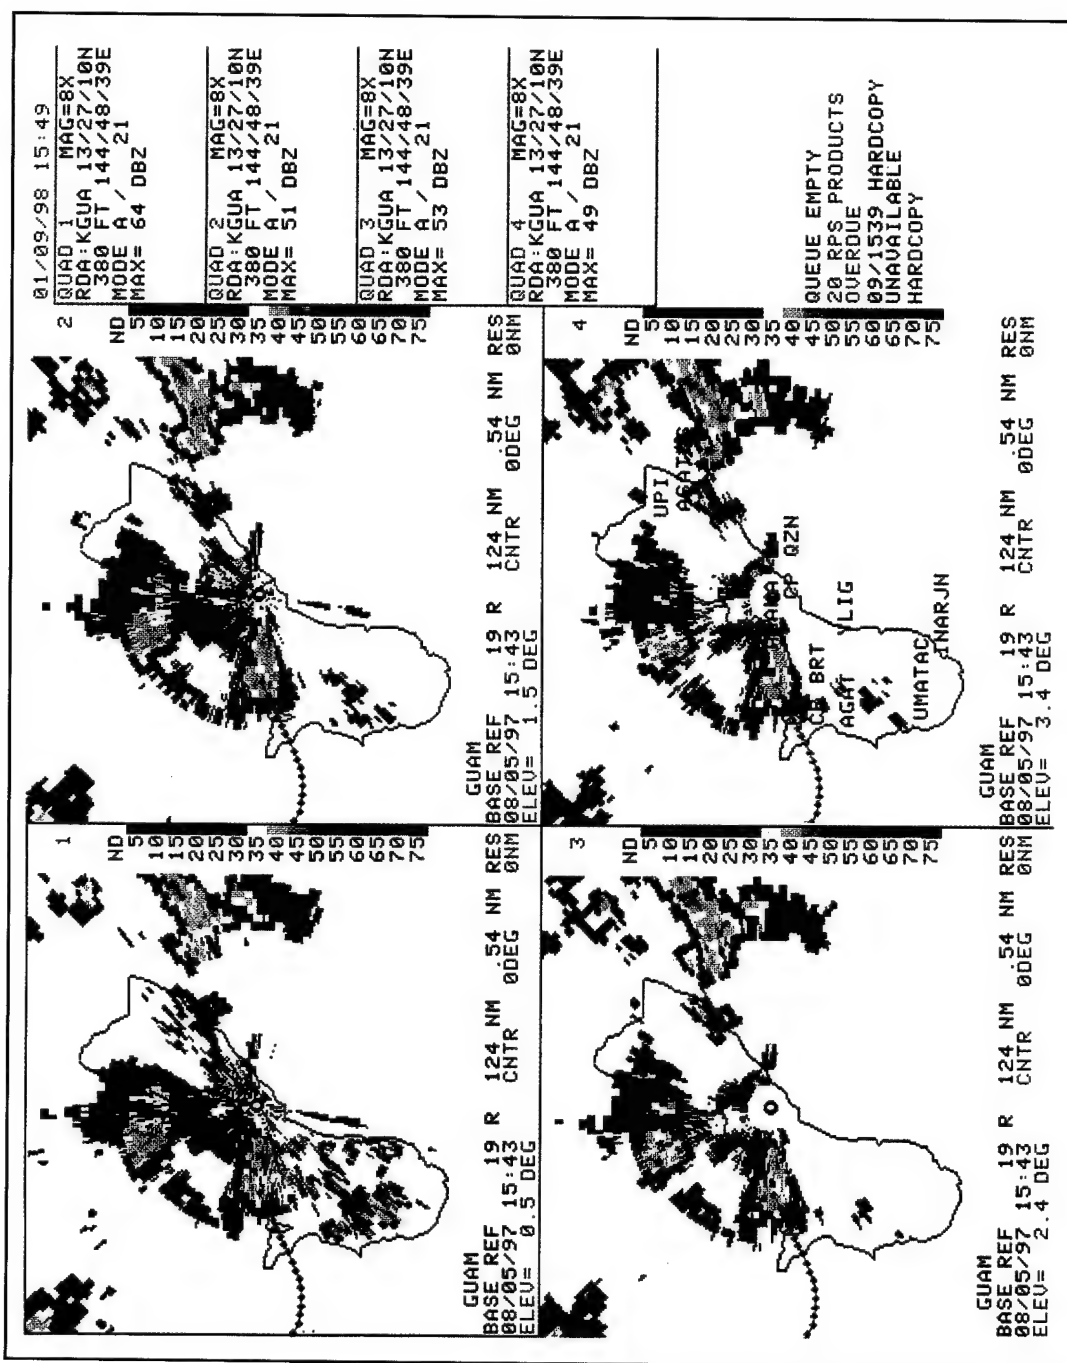 01/09/98 15:49
QUAD 1 MAG=8X
RDA:KGUA 13/27/10N
380 FT 144/48/39E
MODE A / 21
MAX= 64 DBZ
QUAD 2 MAG=8X
RDA:KGUA 13/27/10N
380 FT 144/48/39E
MODE A / 21
MAX= 51 DBZ
QUAD 3 MAG=8X
RDA:KGUA 13/27/10N
380 FT 144/48/39E
MODE A / 21
MAX= 53 DBZ
QUAD 4 MAG=8X
RDA:KGUA 13/27/10N
380 FT 144/48/39E
MODE A / 21
MAX= 49 DBZ
QUEUE EMPTY
20 RPS PRODUCTS
OVERDUE
09/1539 HARDCOPY
UNAVAILABLE
HARDCOPY
1
ND
5
10
15
20
25
30
35
40
45
50
55
60
65
70
75
GUAM
BASE REF 19 R 124 NM .54 NM RES
08/05/97 15:43 CNTR 0DEG 0NM
ELEV= 0.5 DEG
2
ND
5
10
15
20
25
30
35
40
45
50
55
60
65
70
75
GUAM
BASE REF 19 R 124 NM .54 NM RES
08/05/97 15:43 CNTR 0DEG 0NM
ELEV= 1.5 DEG
3
ND
5
10
15
20
25
30
35
40
45
50
55
60
65
70
75
GUAM
BASE REF 19 R 124 NM .54 NM RES
08/05/97 15:43 CNTR 0DEG 0NM
ELEV= 2.4 DEG
4
ND
5
10
15
20
25
30
35
40
45
50
55
60
65
70
75
UPI
CP QZN
CB BRT
AGAT YLIG
UMATAC
INARJN
GUAM
BASE REF 19 R 124 NM .54 NM RES
08/05/97 15:43 CNTR 0DEG 0NM
ELEV= 3.4 DEG